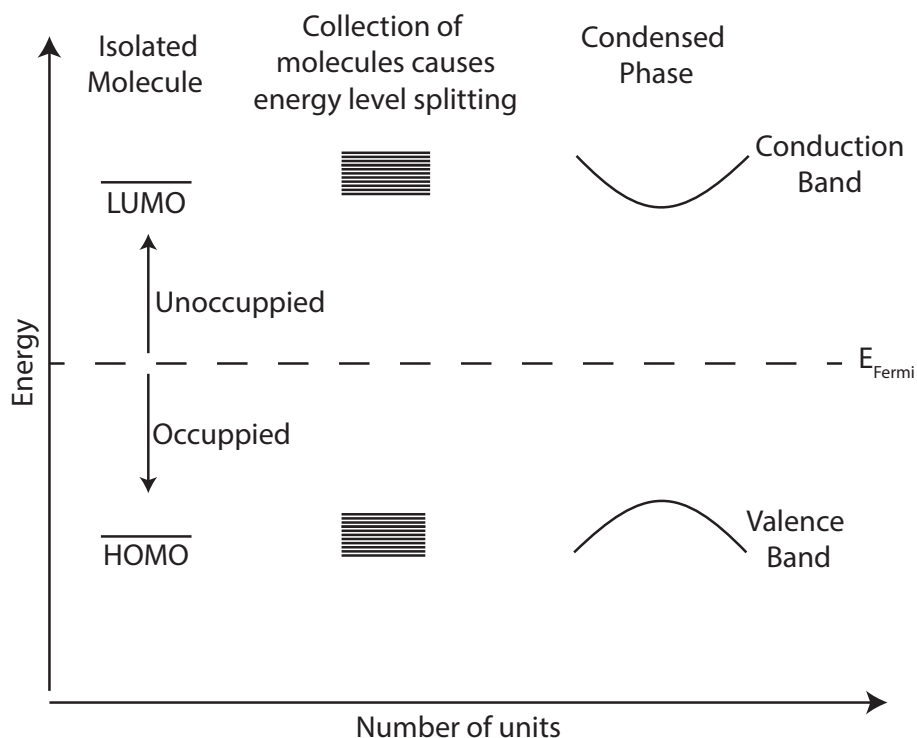 Isolated
Molecule
Collection of
molecules causes
energy level splitting
Condensed
Phase
LUMO
Conduction
Band
Unoccuppied
Energy
E_Fermi
Occuppied
HOMO
Valence
Band
Number of units